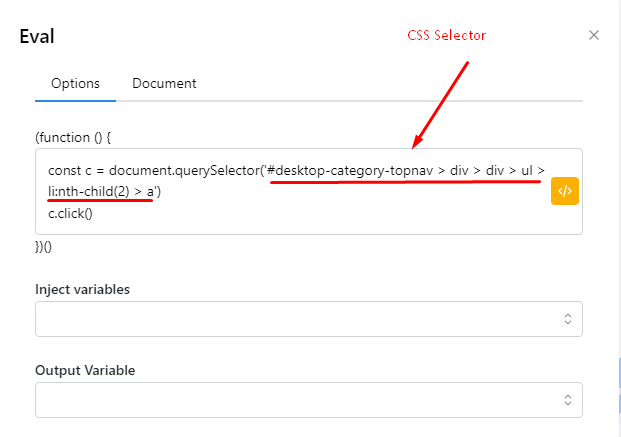 Eval
CSS Selector
Options
Document
(function () {
const c = document.querySelector('#desktop-category-topnav > div > div > ul >
li:nth-child(2) > a')
c.click()
</>
})()
Inject variables
Output Variable